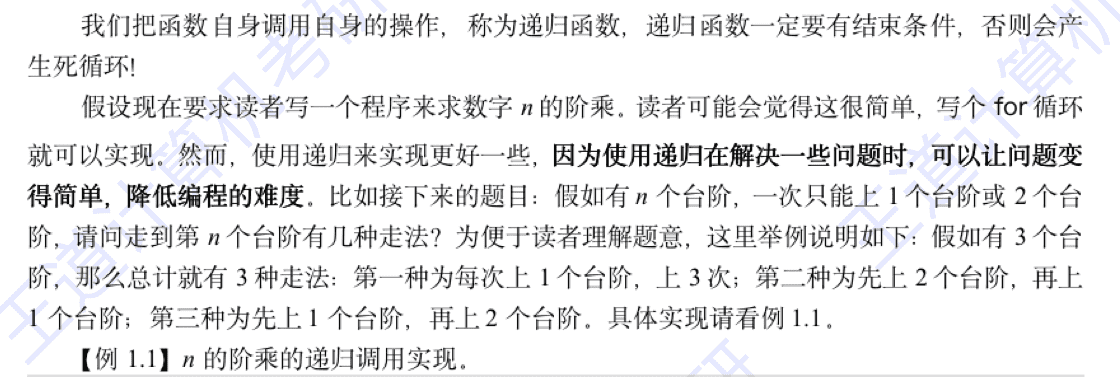 我们把函数自身调用自身的操作，称为递归函数，递归函数一定要有结束条件，否则会产
生死循环!
假设现在要求读者写一个程序来求数字 n 的阶乘。读者可能会觉得这很简单，写个 for 循环
就可以实现。然而，使用递归来实现更好一些，因为使用递归在解决一些问题时，可以让问题变
得简单，降低编程的难度。比如接下来的题目：假如有 n 个台阶，一次只能上 1 个台阶或 2 个台
阶，请问走到第 n 个台阶有几种走法？为便于读者理解题意，这里举例说明如下：假如有 3 个台
阶，那么总计就有 3 种走法：第一种为每次上 1 个台阶，上 3 次；第二种为先上 2 个台阶，再上
1 个台阶；第三种为先上 1 个台阶，再上 2 个台阶。具体实现请看例 1.1。
【例 1.1】n 的阶乘的递归调用实现。
王道计算机考研
王道计算机
研